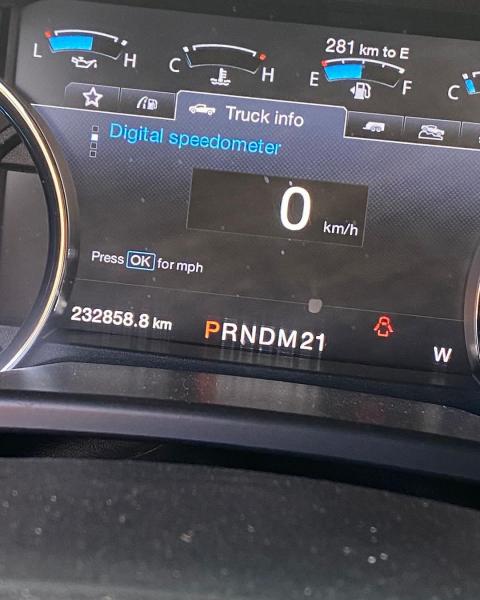 281 km to E
L H
C H
E F
C
Truck info
Digital speedometer
0 km/h
Press OK for mph
232858.8 km
PRNDM21
W